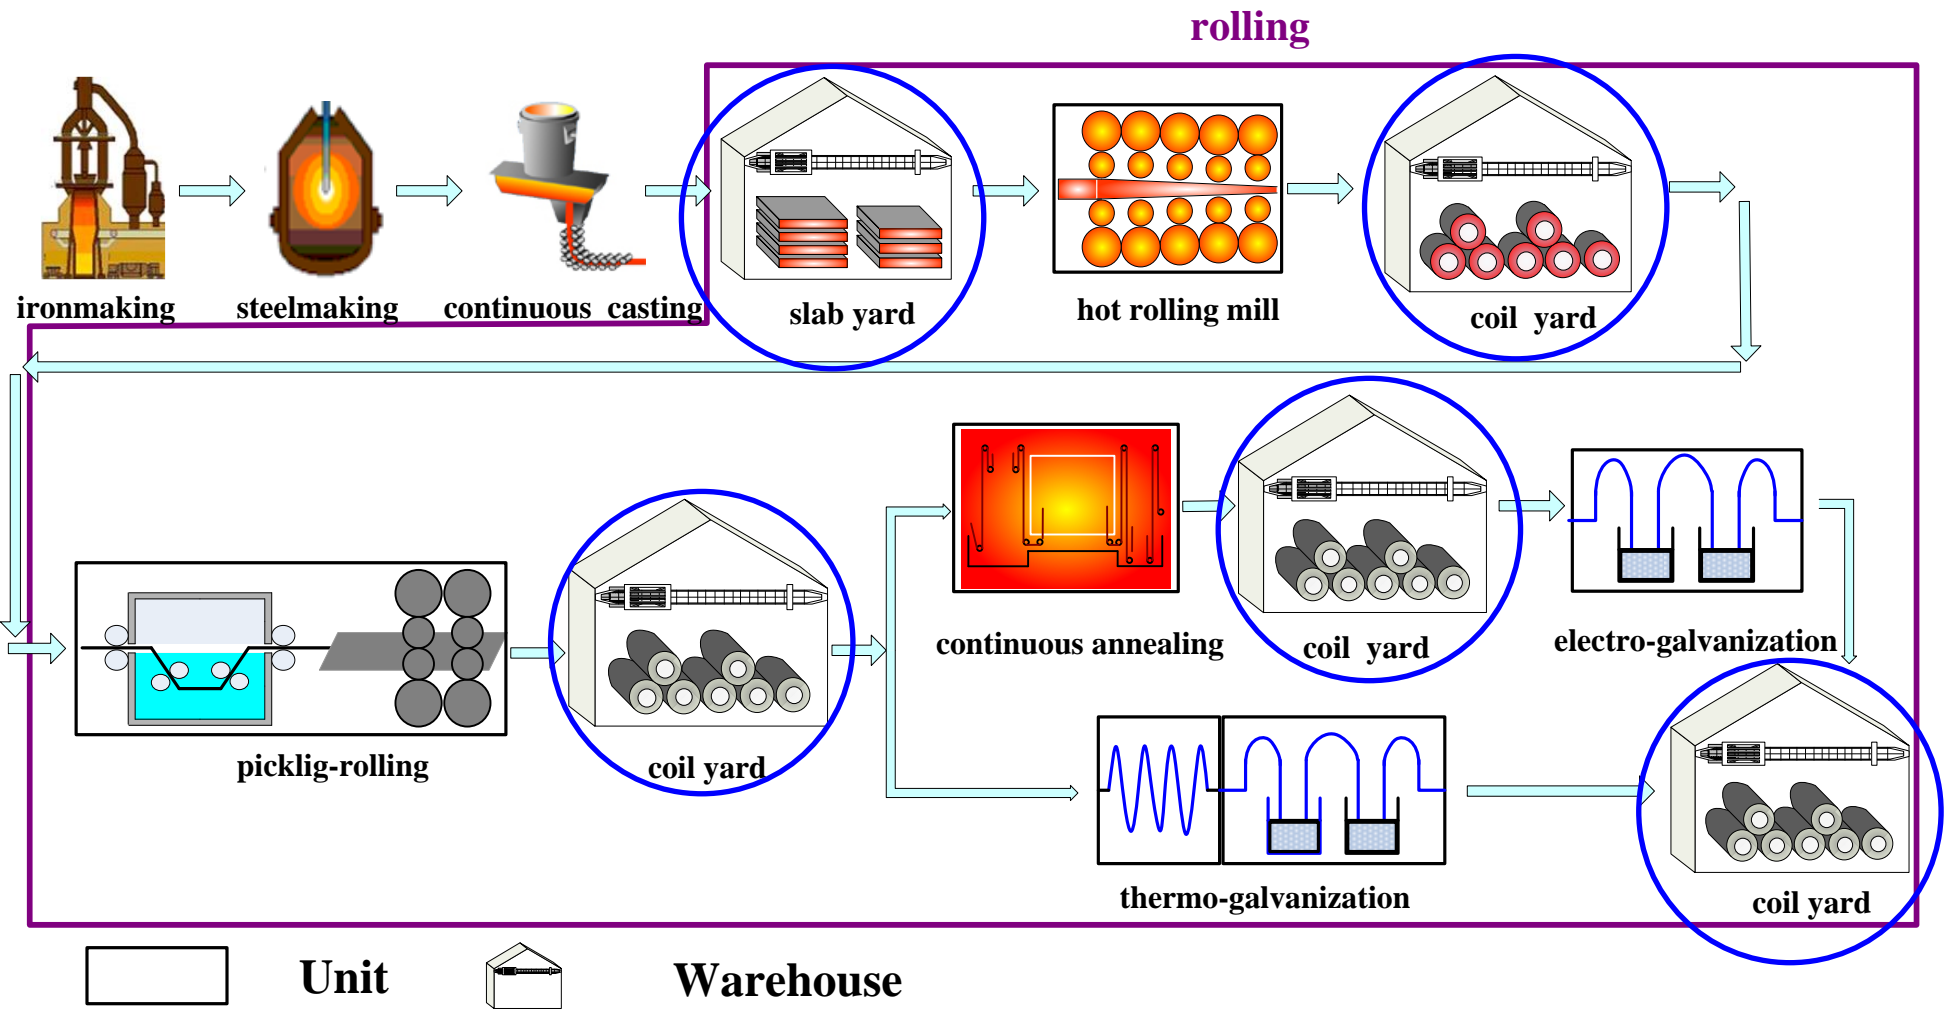 rolling
ironmaking
steelmaking
continuous casting
slab yard
hot rolling mill
coil yard
continuous annealing
coil yard
electro-galvanization
picklig-rolling
coil yard
thermo-galvanization
coil yard
Unit
Warehouse